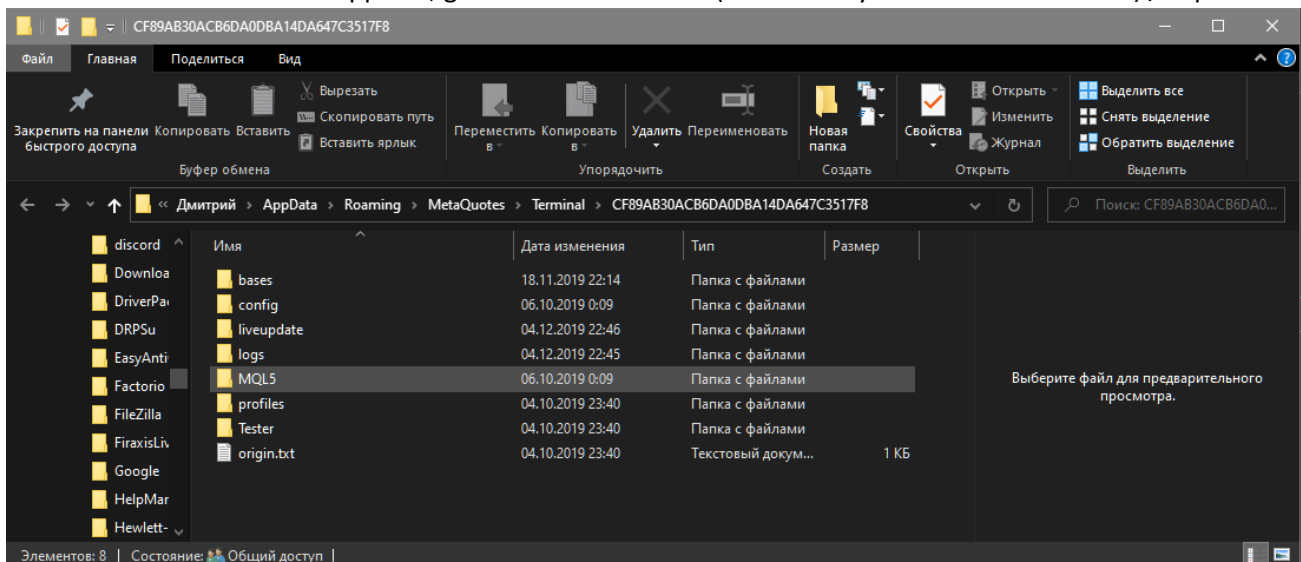 CF89AB30ACB6DA0DBA14DA647C3517F8
Файл Главная Поделиться Вид
Закрепить на панели быстрого доступа
Копировать
Вставить
Вырезать
Скопировать путь
Вставить ярлык
Переместить в
Копировать в
Удалить
Переименовать
Новая папка
Свойства
Открыть
Изменить
Журнал
Выделить все
Снять выделение
Обратить выделение
Буфер обмена Упорядочить Создать Открыть Выделить
« Дмитрий › AppData › Roaming › MetaQuotes › Terminal › CF89AB30ACB6DA0DBA14DA647C3517F8
Поиск: CF89AB30ACB6DA0...
discord
Downloa
DriverPa
DRPSu
EasyAnti
Factorio
FileZilla
FiraxisLiv
Google
HelpMar
Hewlett-
Имя Дата изменения Тип Размер
bases 18.11.2019 22:14 Папка с файлами
config 06.10.2019 0:09 Папка с файлами
liveupdate 04.12.2019 22:46 Папка с файлами
logs 04.12.2019 22:45 Папка с файлами
MQL5 06.10.2019 0:09 Папка с файлами
profiles 04.10.2019 23:40 Папка с файлами
Tester 04.10.2019 23:40 Папка с файлами
origin.txt 04.10.2019 23:40 Текстовый докум... 1 КБ
Выберите файл для предварительного
просмотра.
Элементов: 8 | Состояние: Общий доступ |